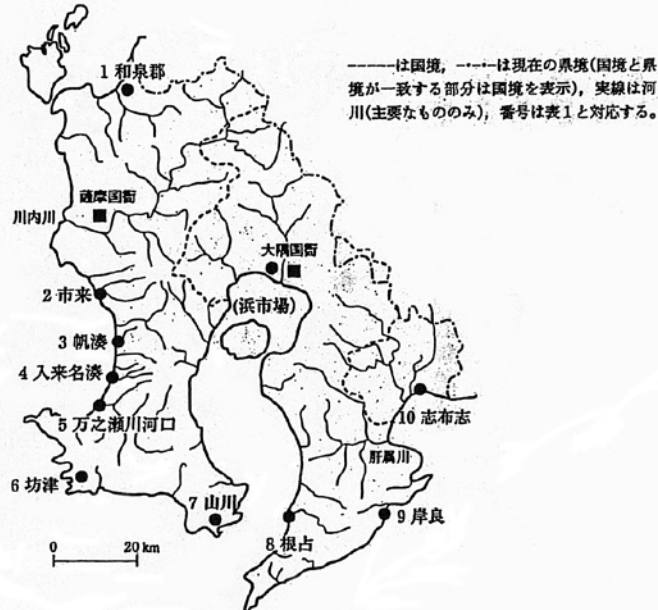 -----は国境，-・-・-は現在の県境(国境と県
境が一致する部分は国境を表示)，実線は河
川(主要なもののみ)，番号は表1と対応する。
1 和泉郡
薩摩国衙
川内川
大隅国衙
2 市来
(浜市場)
3 帆湊
4 入来名湊
5 万之瀬川河口
10 志布志
肝属川
6 坊津
7 山川
8 根占
9 岸良
0 20 km